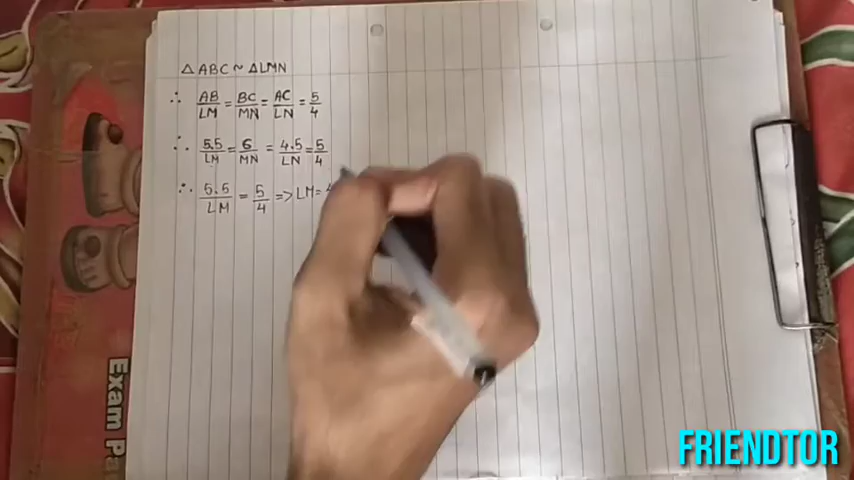 △ABC ~ △LMN
∴ AB/LM = BC/MN = AC/LN = 5/4
∴ 5.5/LM = 6/MN = 4.5/LN = 5/4
∴ 5.5/LM = 5/4 => LM = 4
Exam
FRIENDTOR